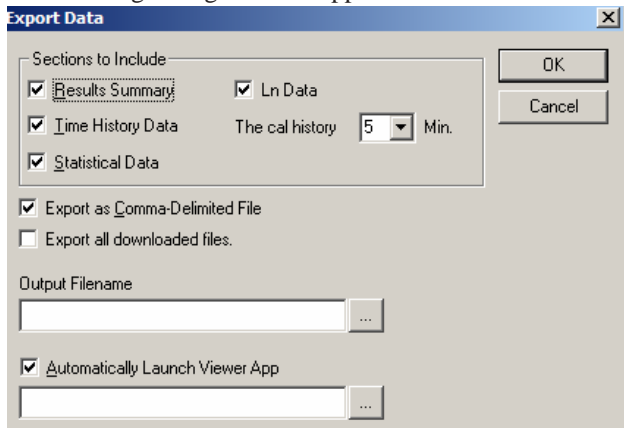 Export Data
Sections to Include
OK
Results Summary
Ln Data
Cancel
Time History Data
The cal history 5 Min.
Statistical Data
Export as Comma-Delimited File
Export all downloaded files.
Output Filename
...
Automatically Launch Viewer App
...